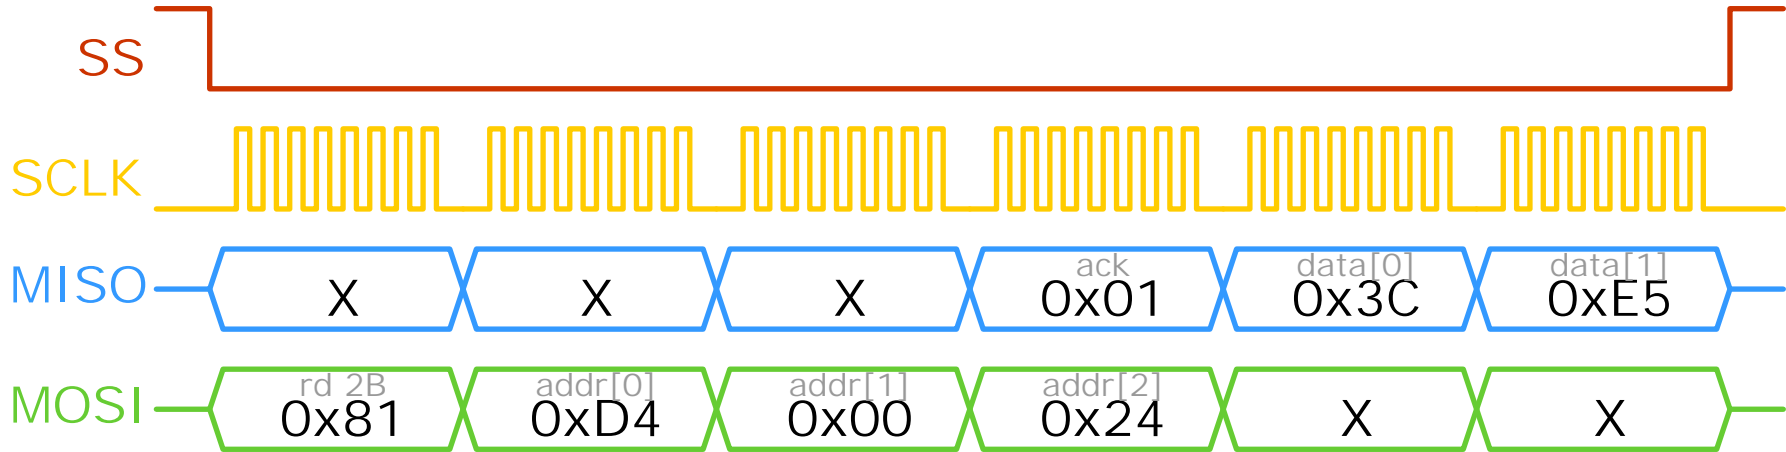 SS
SCLK
MISO
X
X
X
ack
0x01
data[0]
0x3C
data[1]
0xE5
MOSI
rd 2B
0x81
addr[0]
0xD4
addr[1]
0x00
addr[2]
0x24
X
X